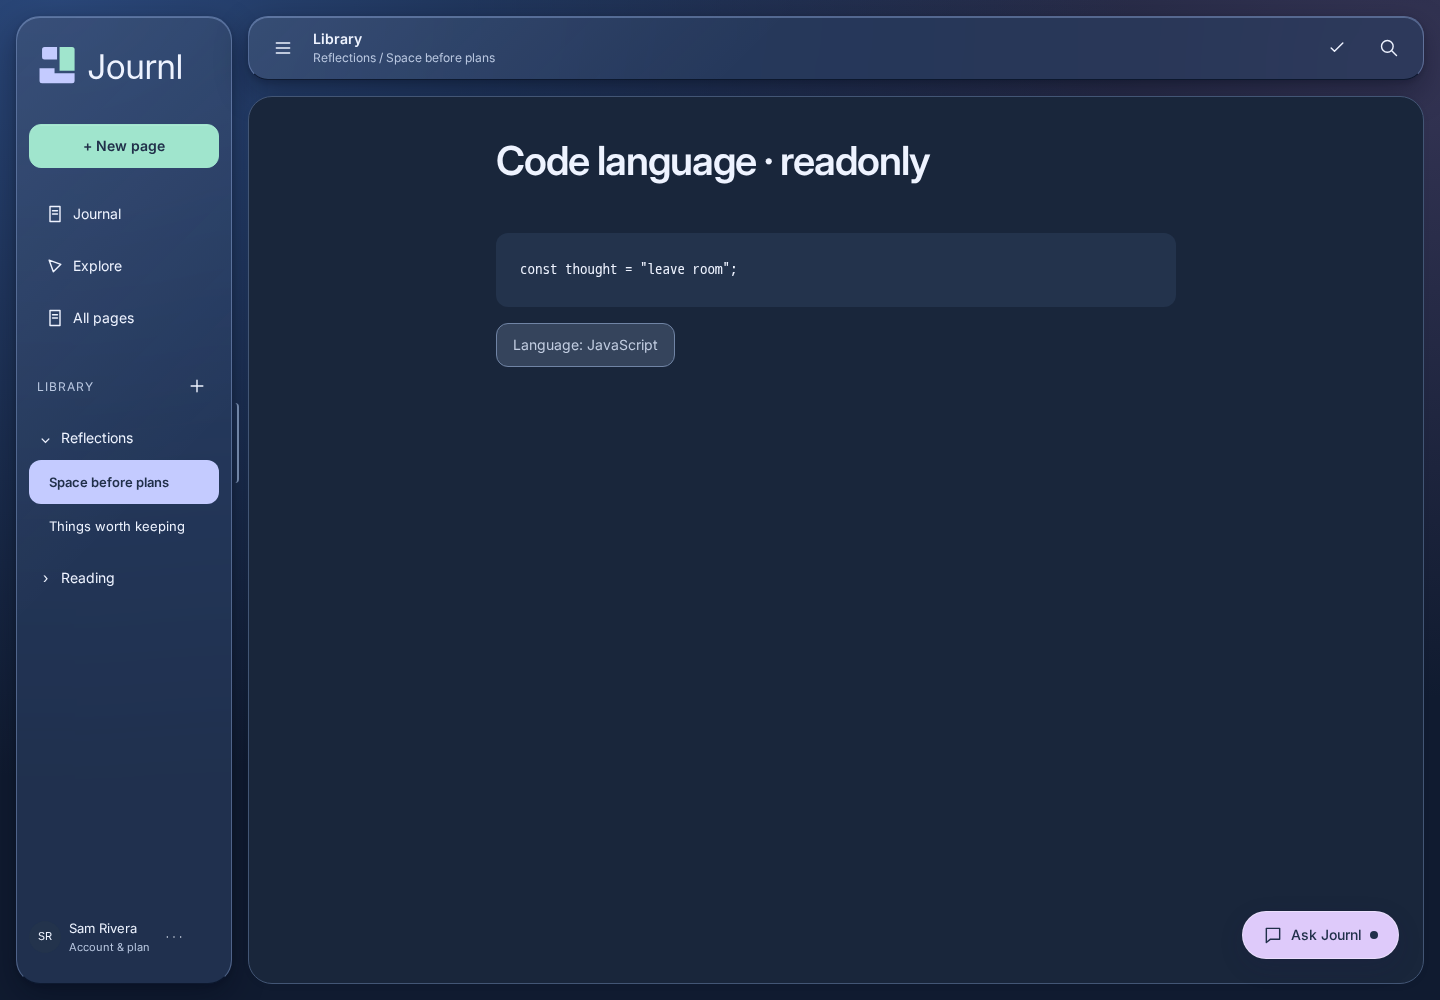 Journl
+ New page
Journal
Explore
All pages
LIBRARY
Reflections
Space before plans
Things worth keeping
Reading
SR
Sam Rivera
Account & plan
...
Library
Reflections / Space before plans
Code language · readonly
const thought = "leave room";
Language: JavaScript
Ask Journl